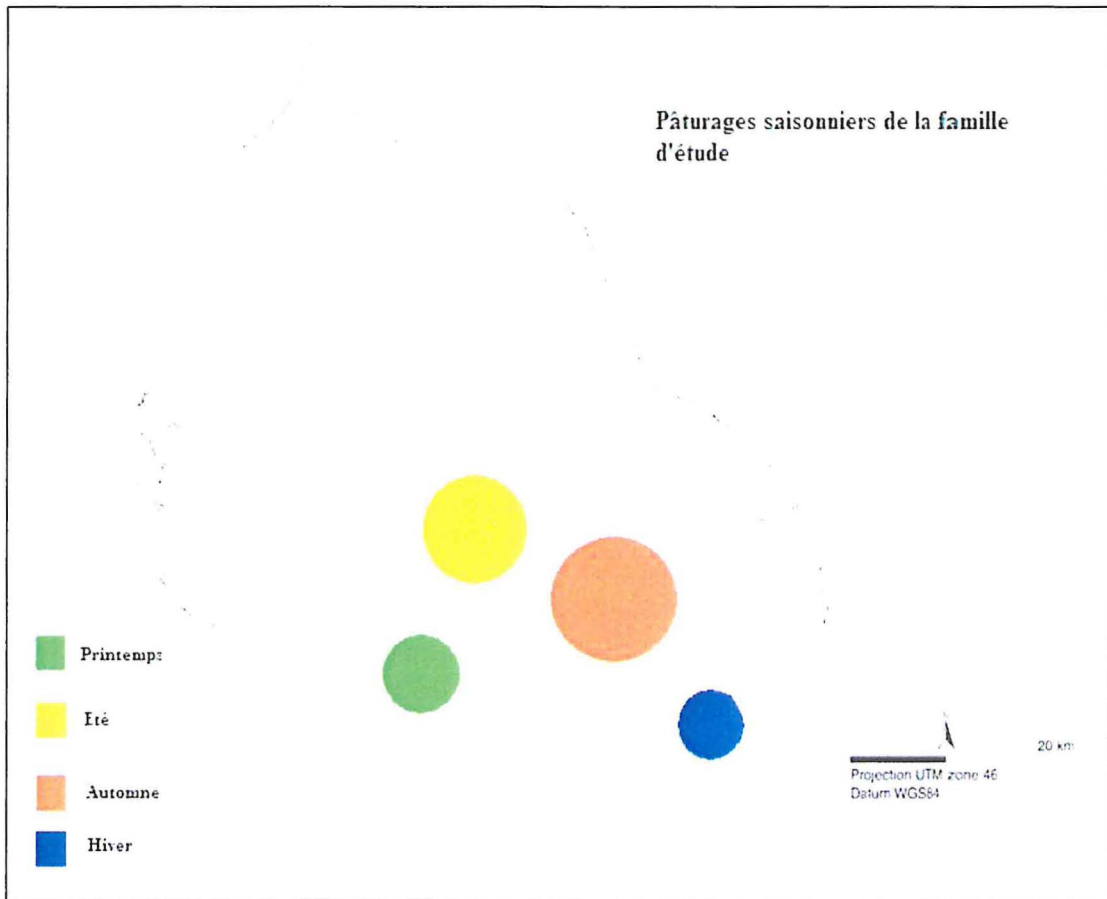 Pâturages saisonniers de la famille
d'étude
Printemps
Eté
Automne
Hiver
20 km
Projection UTM zone 46
Datum WGS84